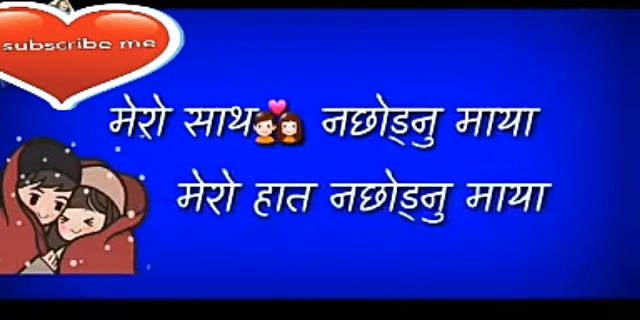 subscribe me
मेरो साथ💑 नछोड्नु माया
मेरो हात नछोड्नु माया